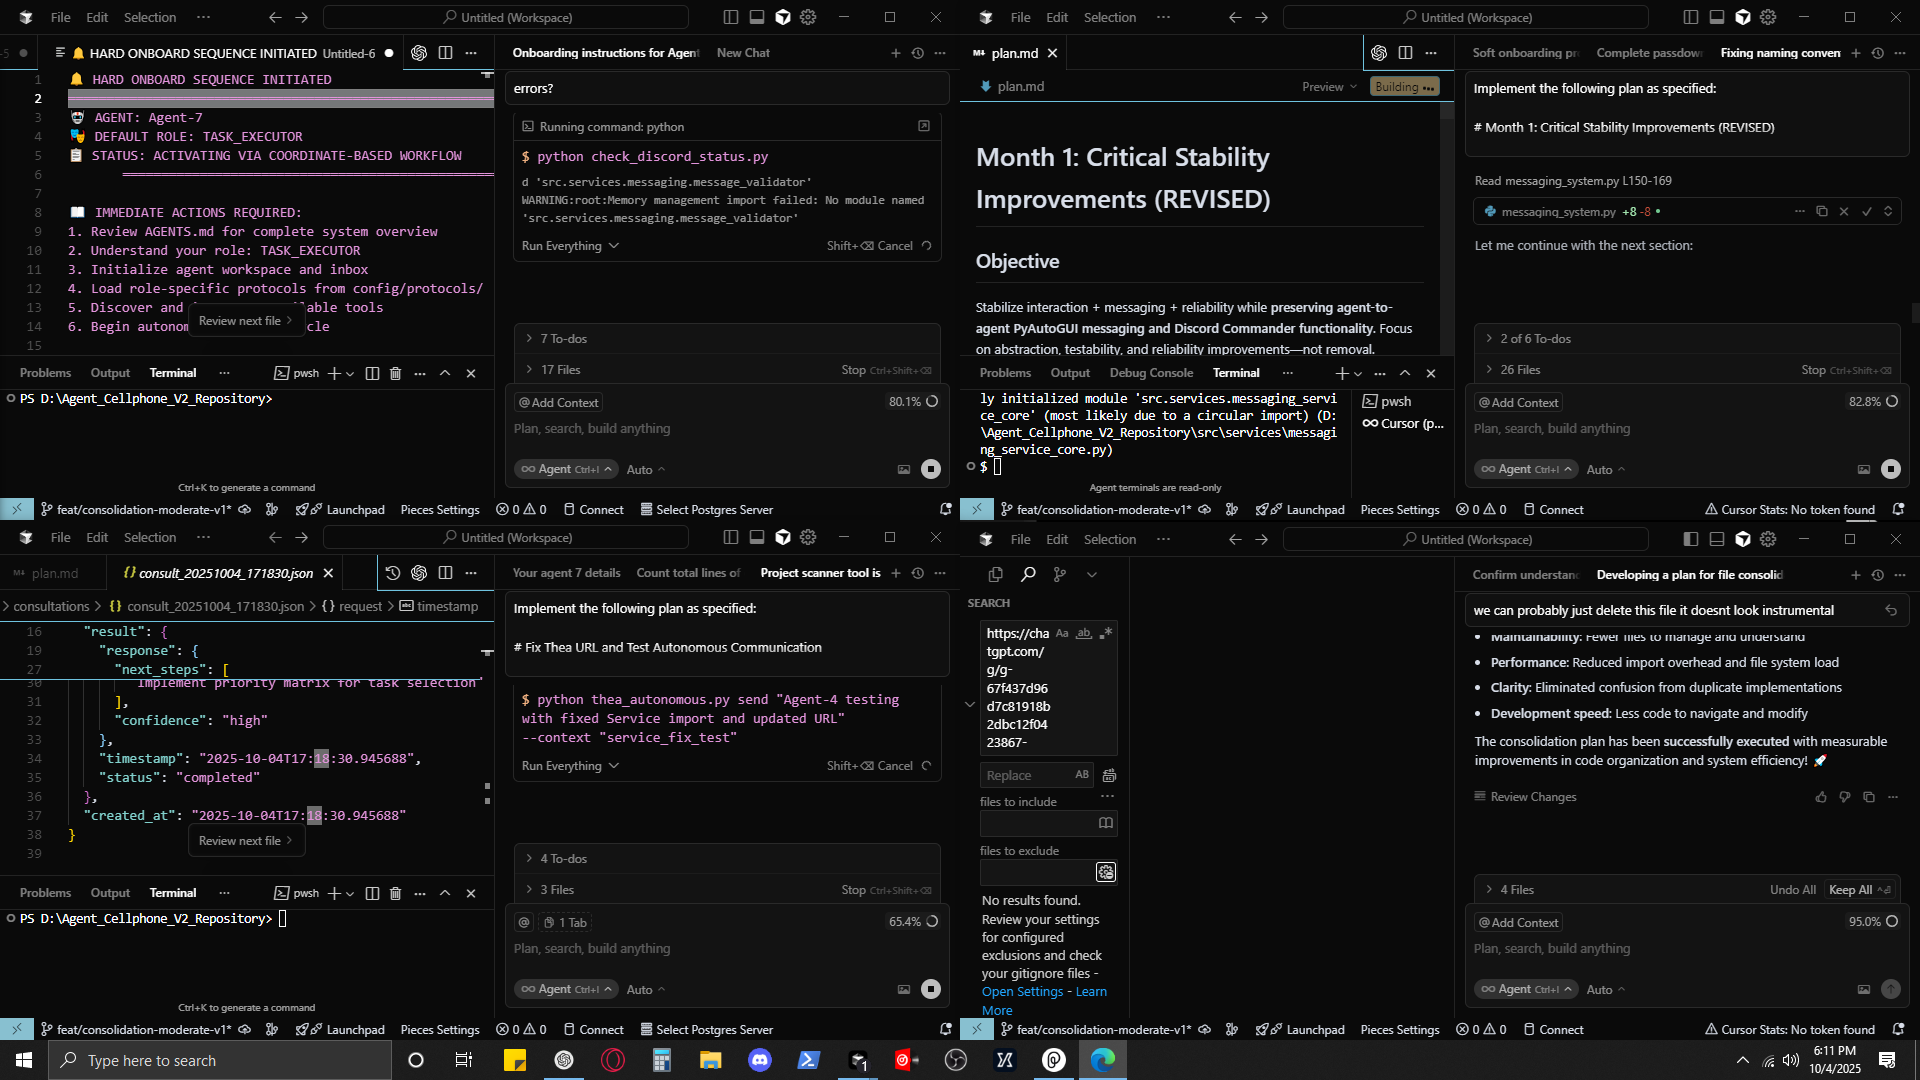 File Edit Selection ··· Untitled (Workspace)
HARD ONBOARD SEQUENCE INITIATED Untitled-6
1 🔔 HARD ONBOARD SEQUENCE INITIATED
2
3 🤖 AGENT: Agent-7
4 🎭 DEFAULT ROLE: TASK_EXECUTOR
5 📋 STATUS: ACTIVATING VIA COORDINATE-BASED WORKFLOW
6
7
8 📖 IMMEDIATE ACTIONS REQUIRED:
9 1. Review AGENTS.md for complete system overview
10 2. Understand your role: TASK_EXECUTOR
11 3. Initialize agent workspace and inbox
12 4. Load role-specific protocols from config/protocols/
13 5. Discover and
14 6. Begin autonom
15
Review next file
Problems Output Terminal ··· pwsh
PS D:\Agent_Cellphone_V2_Repository>
Ctrl+K to generate a command
Onboarding instructions for Agent New Chat
errors?
Running command: python
$ python check_discord_status.py
d 'src.services.messaging.message_validator'
WARNING:root:Memory management import failed: No module named
'src.services.messaging.message_validator'
Run Everything Shift+⌫ Cancel
7 To-dos
17 Files Stop Ctrl+Shift+⌫
@ Add Context 80.1%
Plan, search, build anything
Agent Ctrl+I Auto
feat/consolidation-moderate-v1* Launchpad Pieces Settings 0 0 Connect Select Postgres Server
File Edit Selection ··· Untitled (Workspace)
plan.md
plan.md Preview Building
Month 1: Critical Stability
Improvements (REVISED)
Objective
Stabilize interaction + messaging + reliability while preserving agent-to-
agent PyAutoGUI messaging and Discord Commander functionality. Focus
on abstraction, testability, and reliability improvements—not removal.
Problems Output Debug Console Terminal ···
ly initialized module 'src.services.messaging_servi
ce_core' (most likely due to a circular import) (D:
\Agent_Cellphone_V2_Repository\src\services\messagi
ng_service_core.py)
$
pwsh
Cursor (p...
Agent terminals are read-only
Soft onboarding Complete passdow Fixing naming conven
Implement the following plan as specified:
# Month 1: Critical Stability Improvements (REVISED)
Read messaging_system.py L150-169
messaging_system.py +8 -8
Let me continue with the next section:
2 of 6 To-dos
26 Files Stop Ctrl+Shift+⌫
@ Add Context 82.8%
Plan, search, build anything
Agent Ctrl+I Auto
feat/consolidation-moderate-v1* Launchpad Pieces Settings 0 0 Connect Cursor Stats: No token found
File Edit Selection ··· Untitled (Workspace)
plan.md consult_20251004_171830.json
consultations > {} consult_20251004_171830.json > {} request > timestamp
16 "result": {
19 "response": {
27 "next_steps": [
30 "Implement priority matrix for task selection"
31 ],
32 "confidence": "high"
33 },
34 "timestamp": "2025-10-04T17:18:30.945688",
35 "status": "completed"
36 },
37 "created_at": "2025-10-04T17:18:30.945688"
38 }
39
Review next file
Problems Output Terminal ··· pwsh
PS D:\Agent_Cellphone_V2_Repository>
Ctrl+K to generate a command
Your agent 7 details Count total lines of Project scanner tool is
Implement the following plan as specified:
# Fix Thea URL and Test Autonomous Communication
$ python thea_autonomous.py send "Agent-4 testing
with fixed Service import and updated URL"
--context "service_fix_test"
Run Everything Shift+⌫ Cancel
4 To-dos
3 Files Stop Ctrl+Shift+⌫
@ 1 Tab 65.4%
Plan, search, build anything
Agent Ctrl+I Auto
feat/consolidation-moderate-v1* Launchpad Pieces Settings 0 0 Connect Select Postgres Server
File Edit Selection ··· Untitled (Workspace)
SEARCH
https://cha
tgpt.com/
g/g-
67f437d96
d7c81918b
2dbc12f04
23867-
Aa ab .*
Replace AB
files to include
files to exclude
No results found.
Review your settings
for configured
exclusions and check
your gitignore files -
Open Settings - Learn
More
Confirm understan Developing a plan for file consolid
we can probably just delete this file it doesnt look instrumental
• Maintainability: Fewer files to manage and understand
• Performance: Reduced import overhead and file system load
• Clarity: Eliminated confusion from duplicate implementations
• Development speed: Less code to navigate and modify
The consolidation plan has been successfully executed with measurable
improvements in code organization and system efficiency! 🚀
Review Changes
4 Files Undo All Keep All
@ Add Context 95.0%
Plan, search, build anything
Agent Ctrl+I Auto
feat/consolidation-moderate-v1* Launchpad Pieces Settings 0 0 Connect Cursor Stats: No token found
Type here to search
6:11 PM
10/4/2025